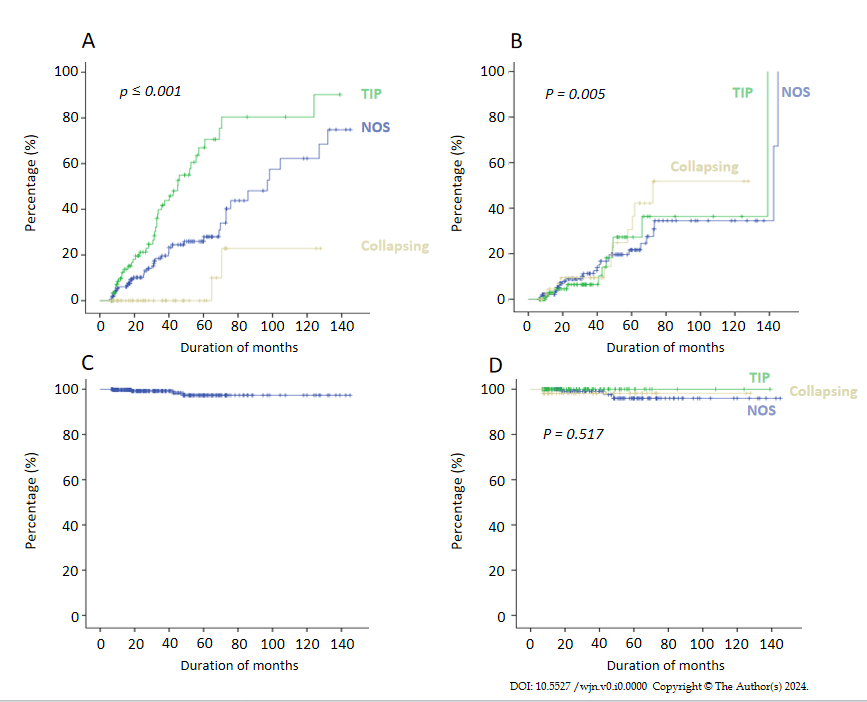 A
p ≤ 0.001
TIP
NOS
Collapsing
Percentage (%)
100
80
60
40
20
0
0 20 40 60 80 100 120 140
Duration of months
B
P = 0.005
TIP
NOS
Collapsing
Percentage (%)
100
80
60
40
20
0
0 20 40 60 80 100 120 140
Duration of months
C
Percentage (%)
100
80
60
40
20
0
0 20 40 60 80 100 120 140
Duration of months
D
TIP
Collapsing
NOS
P = 0.517
Percentage (%)
100
80
60
40
20
0
0 20 40 60 80 100 120 140
Duration of months
DOI: 10.5527 /wjn.v0.i0.0000 Copyright © The Author(s) 2024.